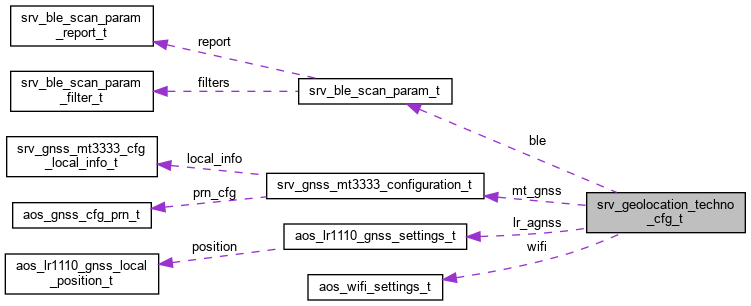 srv_ble_scan_param
_report_t
report
srv_ble_scan_param
_filter_t
filters
srv_ble_scan_param_t
ble
srv_gnss_mt3333_cfg
_local_info_t
local_info
srv_gnss_mt3333_configuration_t
mt_gnss
prn_cfg
aos_gnss_cfg_prn_t
srv_geolocation_techno
_cfg_t
lr_agnss
aos_lr1110_gnss_settings_t
position
aos_lr1110_gnss_local
_position_t
wifi
aos_wifi_settings_t